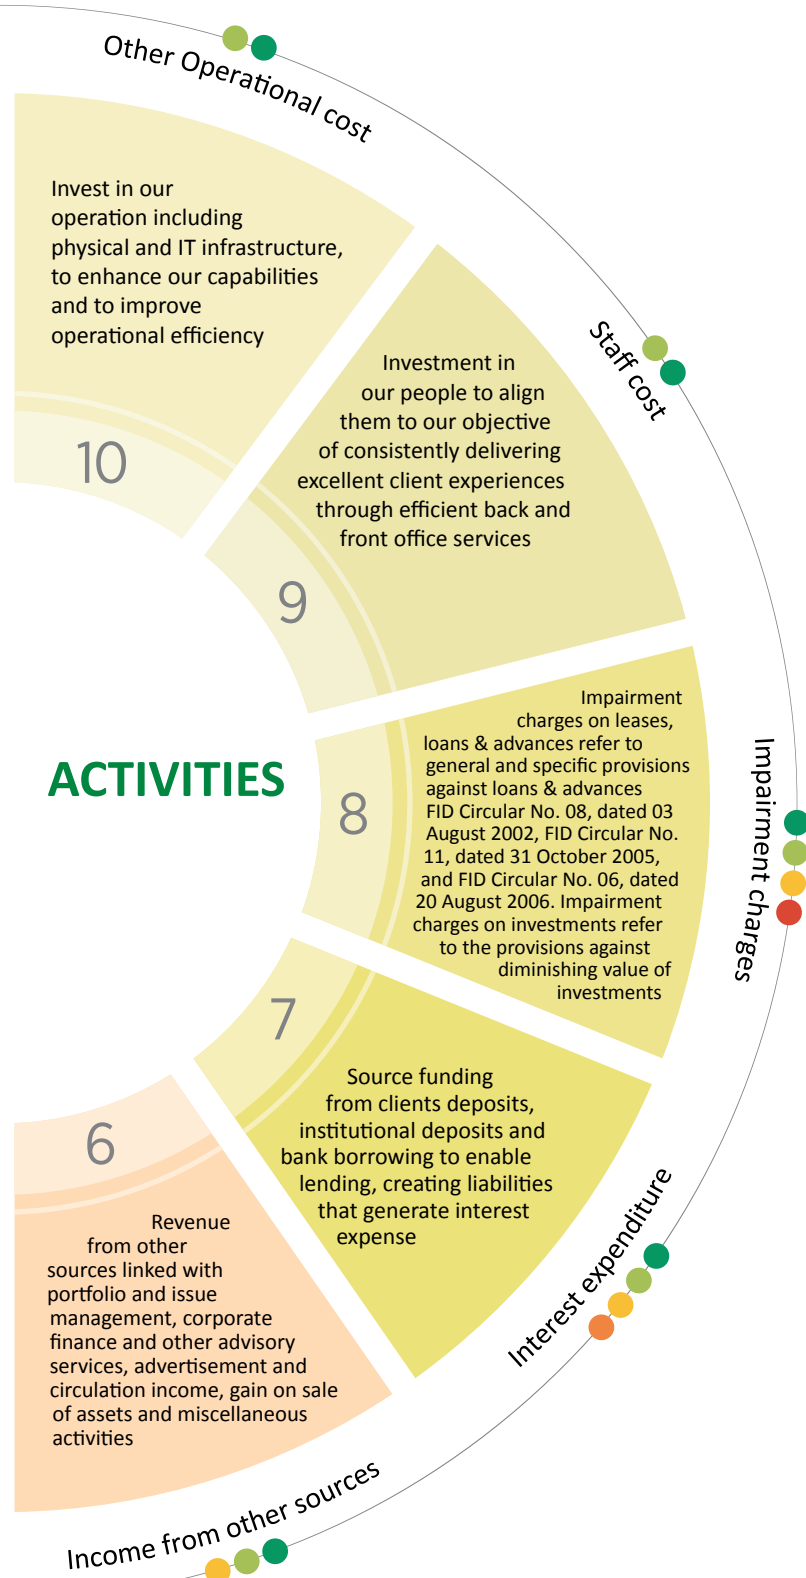 Other Operational cost
Invest in our
operation including
physical and IT infrastructure,
to enhance our capabilities
and to improve
operational efficiency
10
Staff cost
Investment in
our people to align
them to our objective
of consistently delivering
excellent client experiences
through efficient back and
front office services
9
ACTIVITIES
Impairment charges
Impairment
charges on leases,
loans & advances refer to
general and specific provisions
against loans & advances
FID Circular No. 08, dated 03
August 2002, FID Circular No.
11, dated 31 October 2005,
and FID Circular No. 06, dated
20 August 2006. Impairment
charges on investments refer
to the provisions against
diminishing value of
investments
8
7
Source funding
from clients deposits,
institutional deposits and
bank borrowing to enable
lending, creating liabilities
that generate interest
expense
Interest expenditure
6
Revenue
from other
sources linked with
portfolio and issue
management, corporate
finance and other advisory
services, advertisement and
circulation income, gain on sale
of assets and miscellaneous
activities
Income from other sources